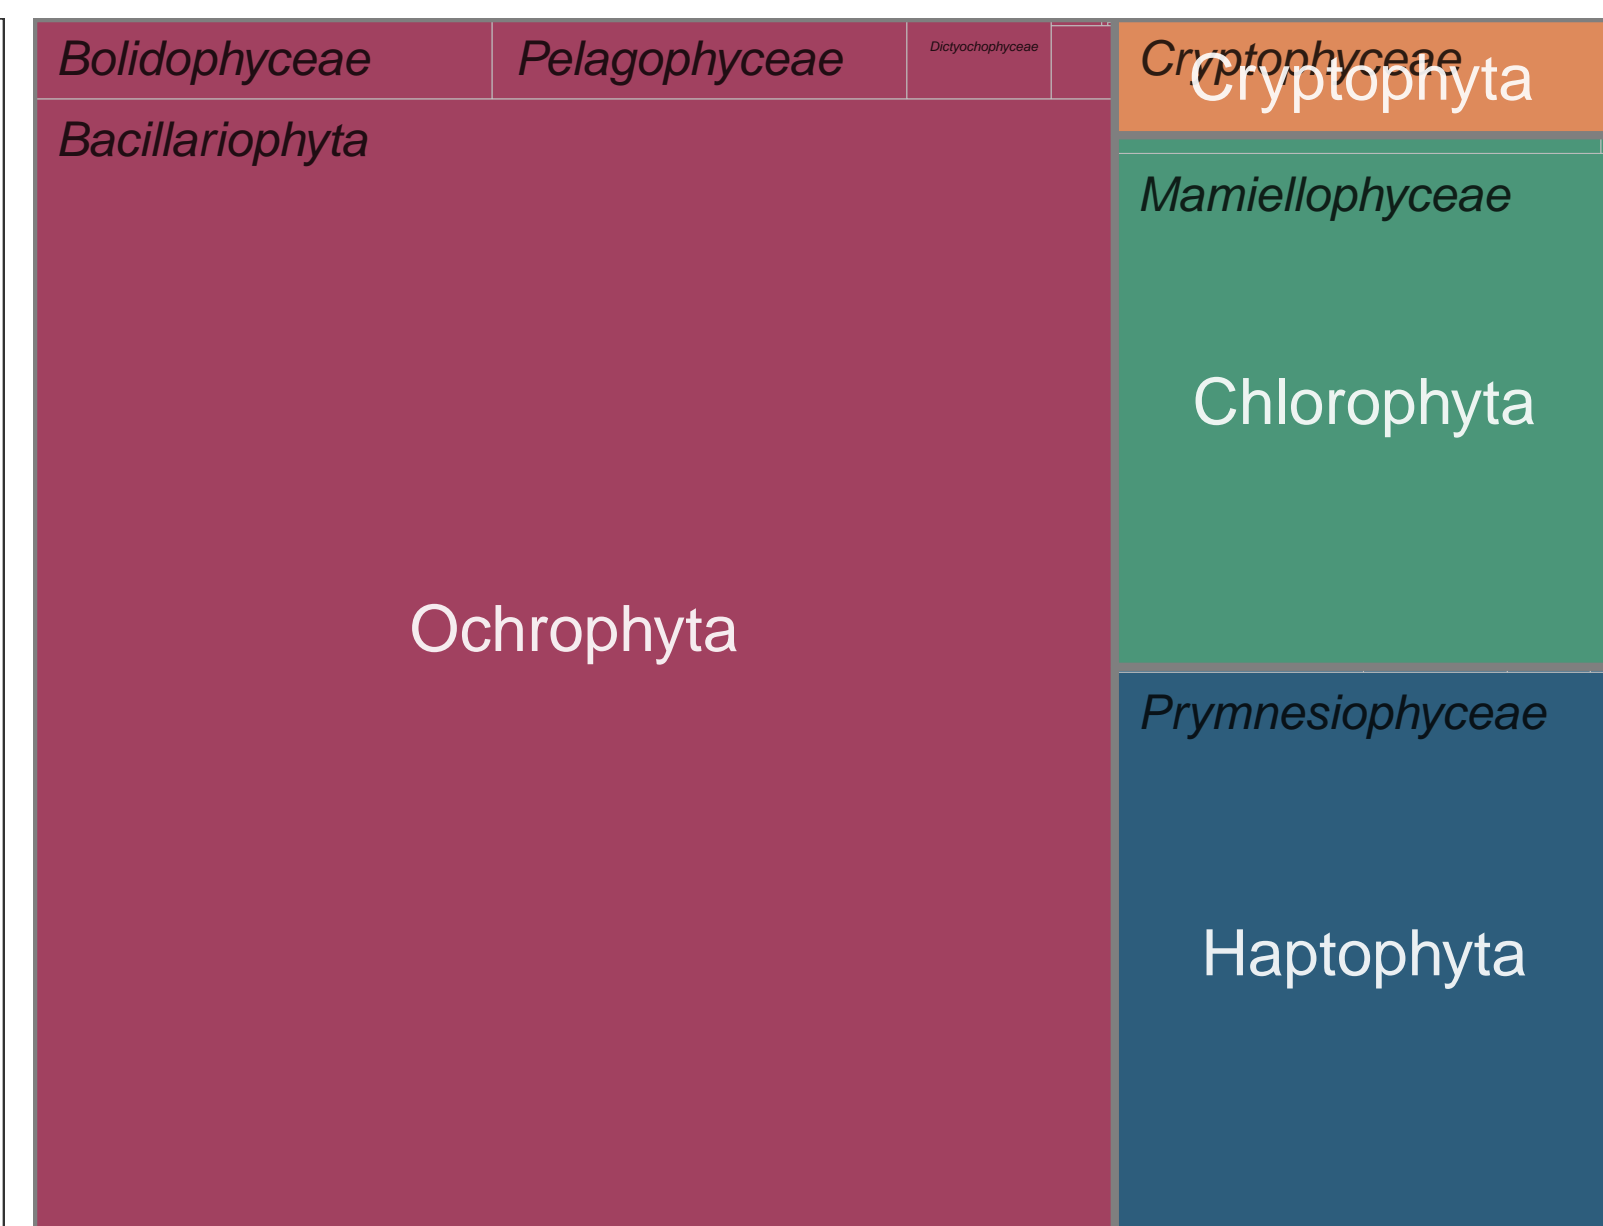 Bolidophyceae
Pelagophyceae
Dictyochophyceae
Bacillariophyta
Ochrophyta
Cryptophyceae
Cryptophyta
Mamiellophyceae
Chlorophyta
Prymnesiophyceae
Haptophyta